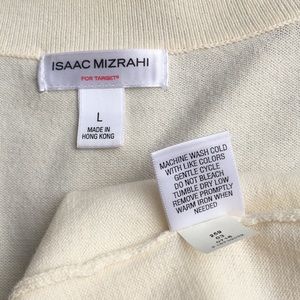 ISAAC MIZRAHI
FOR TARGET®
L
MADE IN
HONG KONG
MACHINE WASH COLD
WITH LIKE COLORS
GENTLE CYCLE
DO NOT BLEACH
TUMBLE DRY LOW
REMOVE PROMPTLY
WARM IRON WHEN